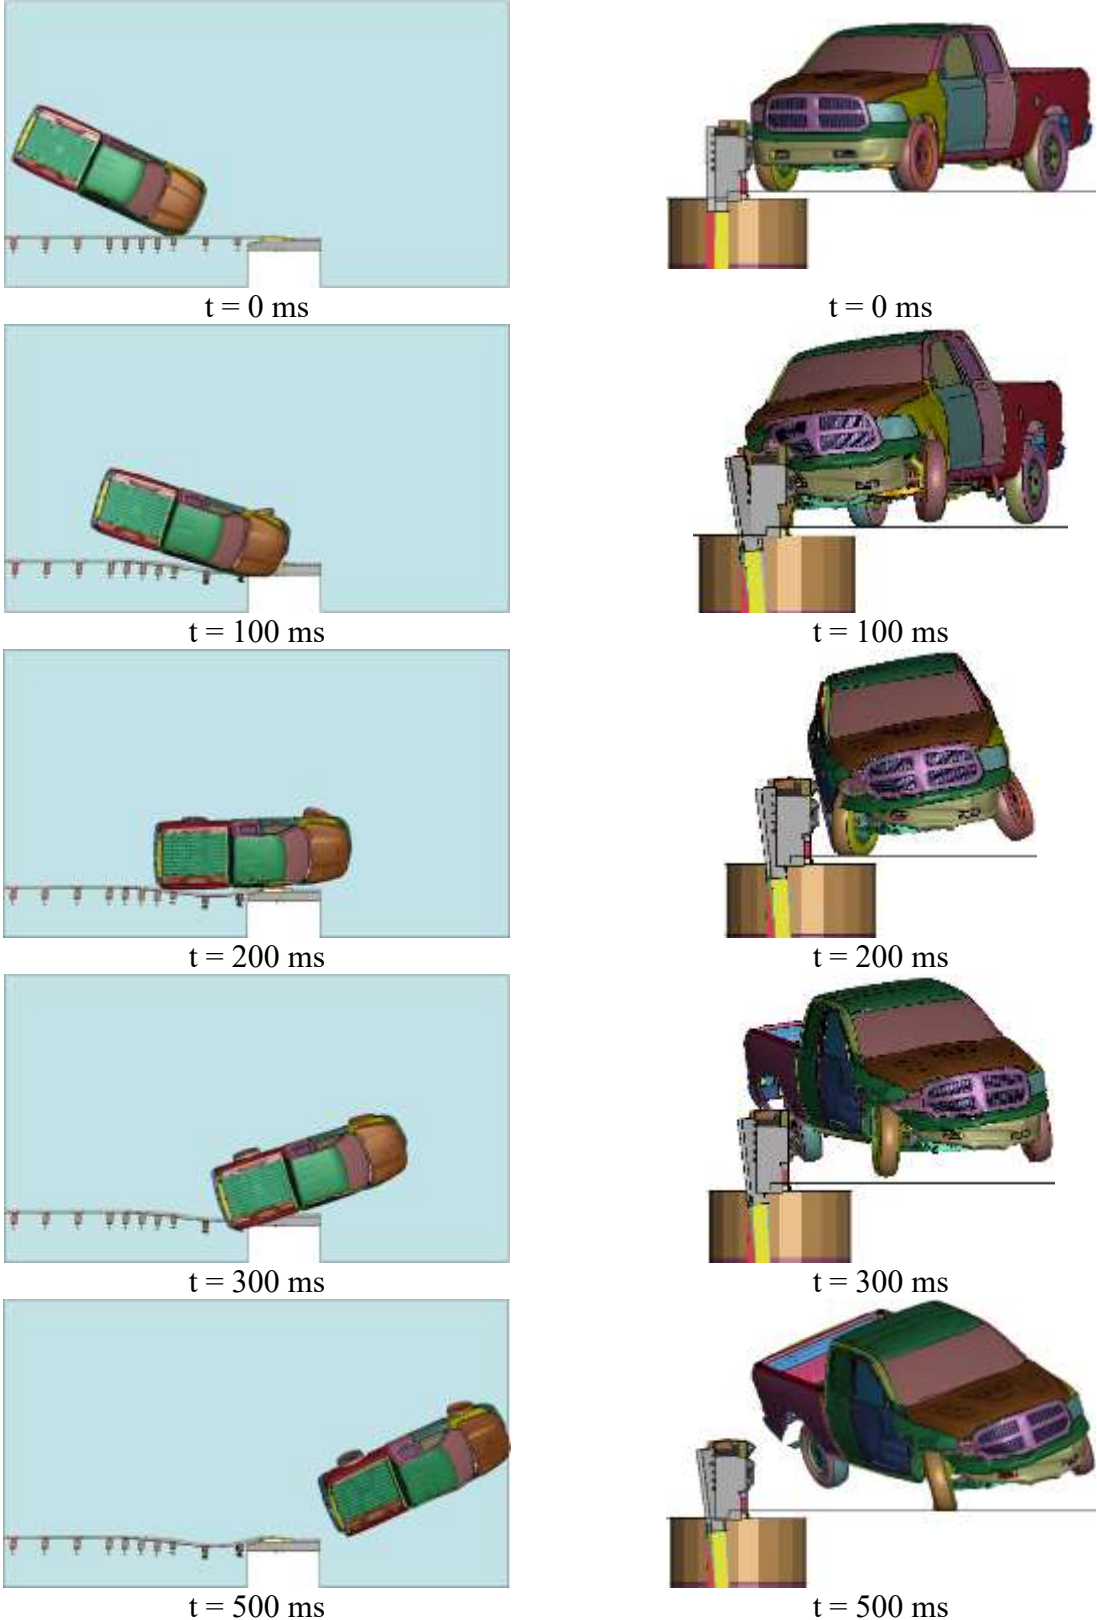 t = 0 ms t = 0 ms
t = 100 ms t = 100 ms
t = 200 ms t = 200 ms
t = 300 ms t = 300 ms
t = 500 ms t = 500 ms